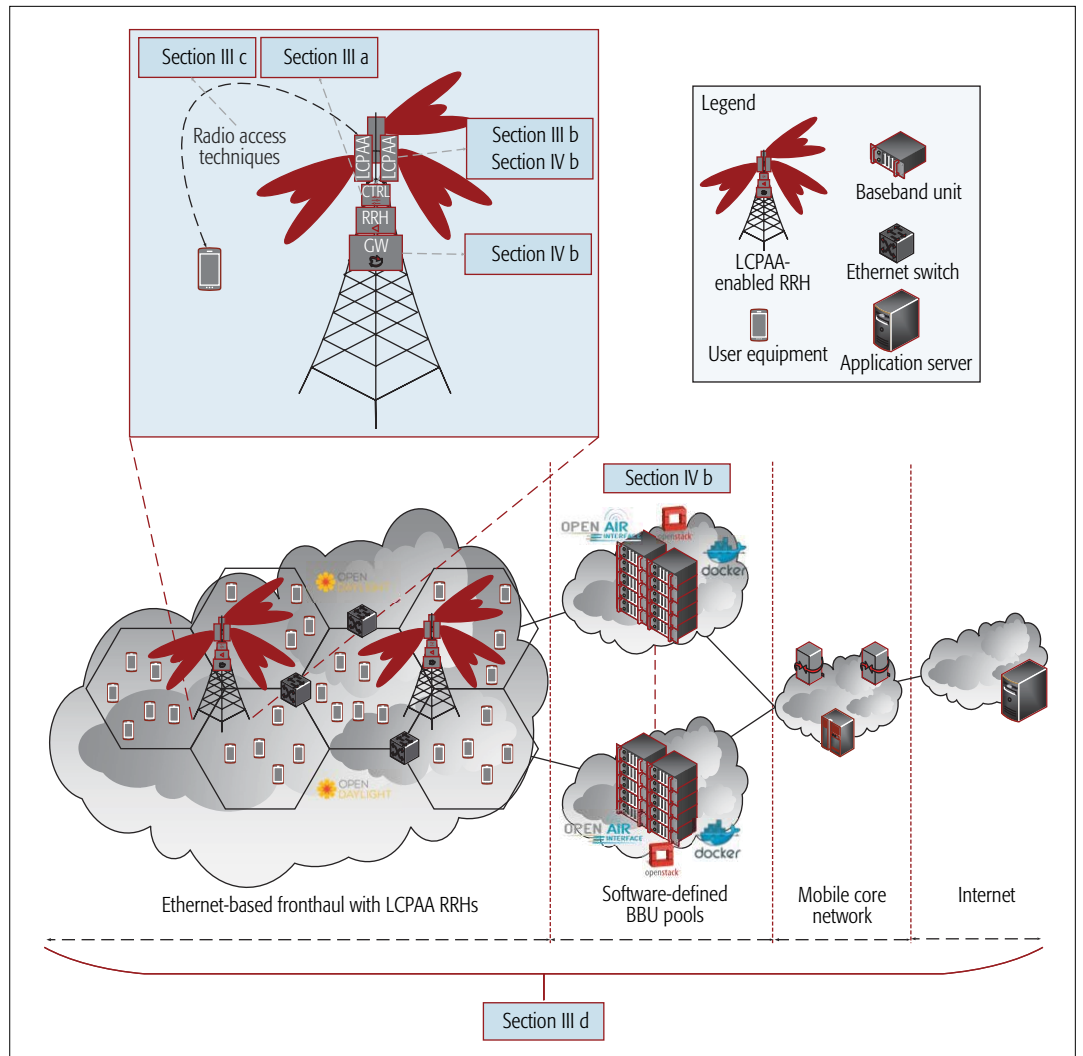 Section III c
Section III a
Radio access
techniques
LCPAA
LCPAA
Section III b
Section IV b
CTRL
RRH
GW
Section IV b
Legend
LCPAA-
enabled RRH
Baseband unit
Ethernet switch
User equipment
Application server
Section IV b
OPEN AIR
INTERFACE
openstack
docker
OPEN
DAYLIGHT
OPEN
DAYLIGHT
OPEN AIR
INTERFACE
openstack
docker
Ethernet-based fronthaul with LCPAA RRHs
Software-defined
BBU pools
Mobile core
network
Internet
Section III d